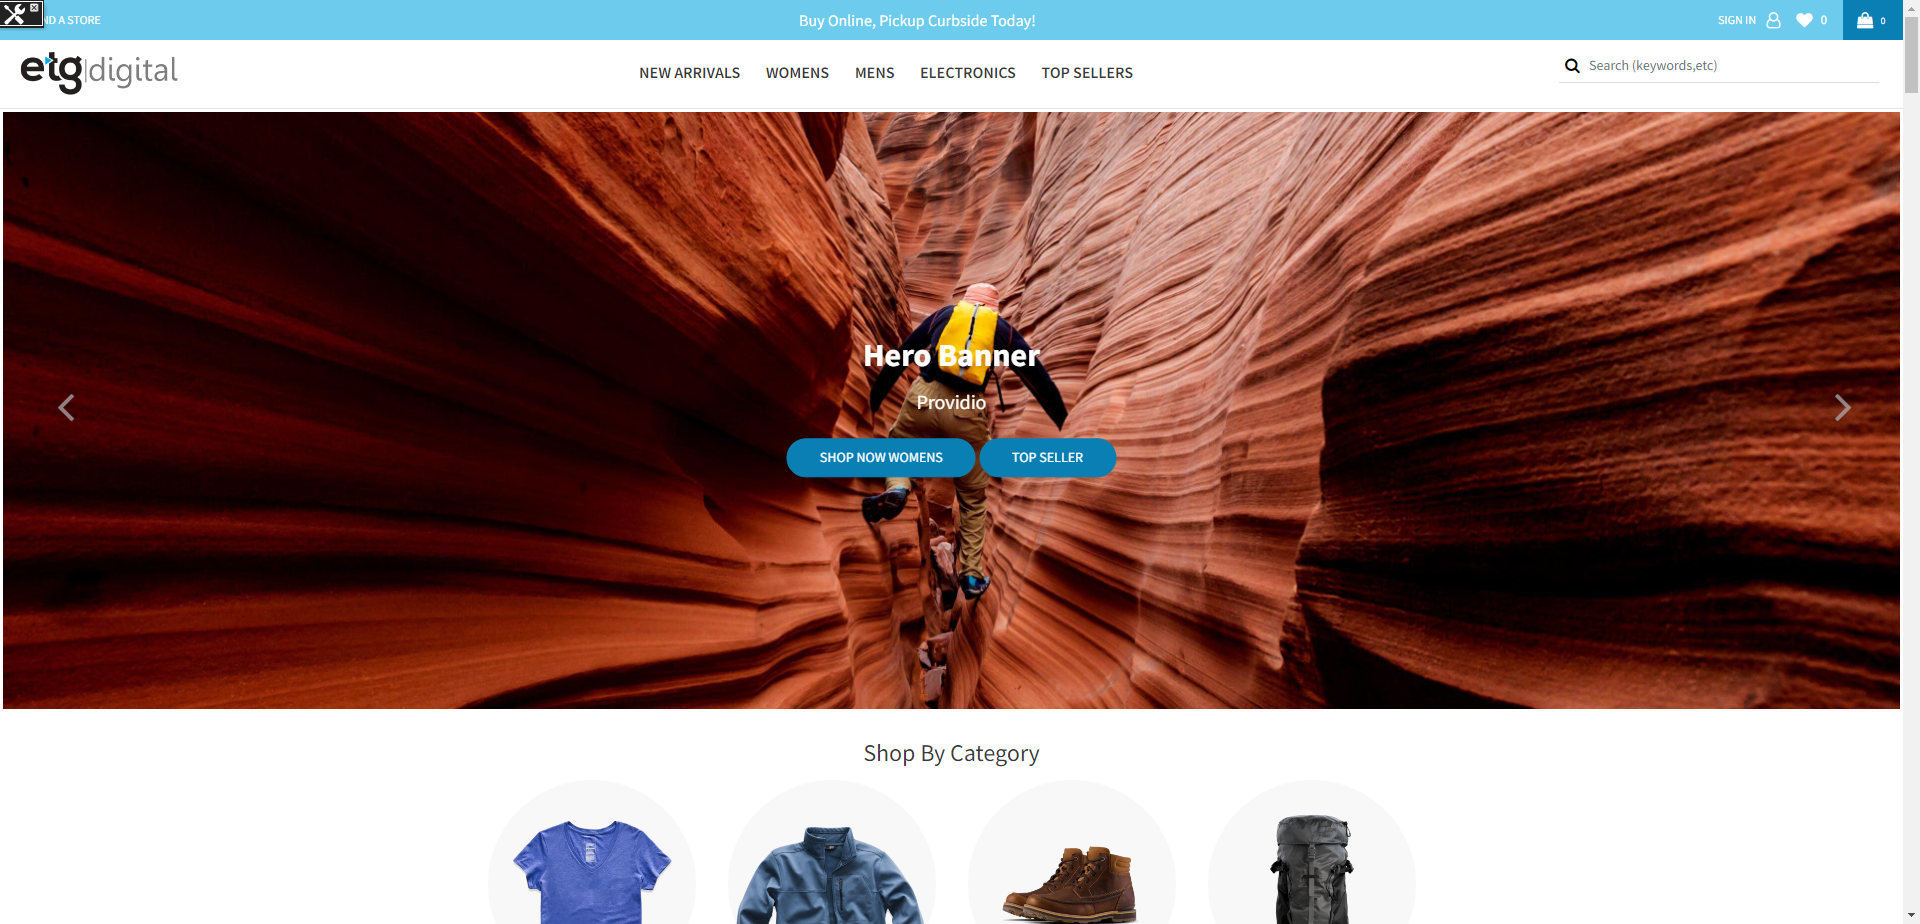 ND A STORE
Buy Online, Pickup Curbside Today!
SIGN IN
0
0
etg|digital
NEW ARRIVALS
WOMENS
MENS
ELECTRONICS
TOP SELLERS
Search (keywords,etc)
Hero Banner
Providio
SHOP NOW WOMENS
TOP SELLER
Shop By Category